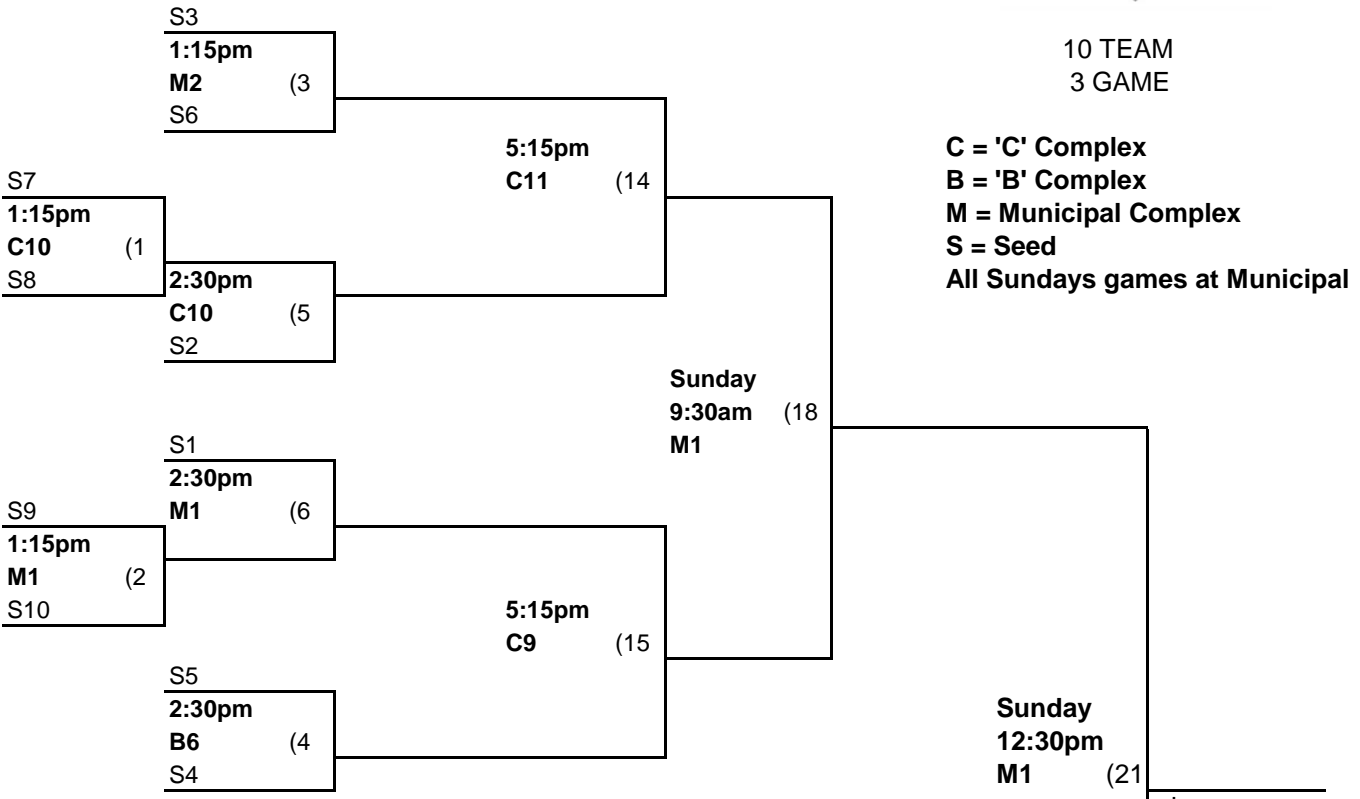 S3
1:15pm
M2 (3
S6
10 TEAM
3 GAME
C = 'C' Complex
B = 'B' Complex
M = Municipal Complex
S = Seed
All Sundays games at Municipal
5:15pm
C11 (14
S7
1:15pm
C10 (1
S8
2:30pm
C10 (5
S2
Sunday
9:30am (18
M1
S1
2:30pm
M1 (6
S9
1:15pm
M1 (2
S10
5:15pm
C9 (15
S5
2:30pm
B6 (4
S4
Sunday
12:30pm
M1 (21